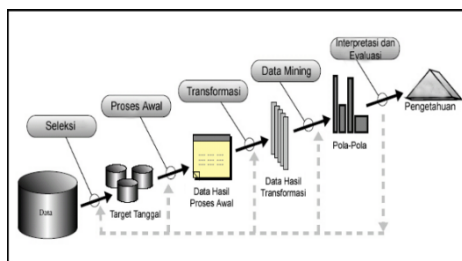 Interpretasi dan
Evaluasi
Data Mining
Transformasi
Proses Awal
Seleksi
Pengetahuan
Pola-Pola
Data Hasil
Transformasi
Data Hasil
Proses Awal
Target Tanggal
Data